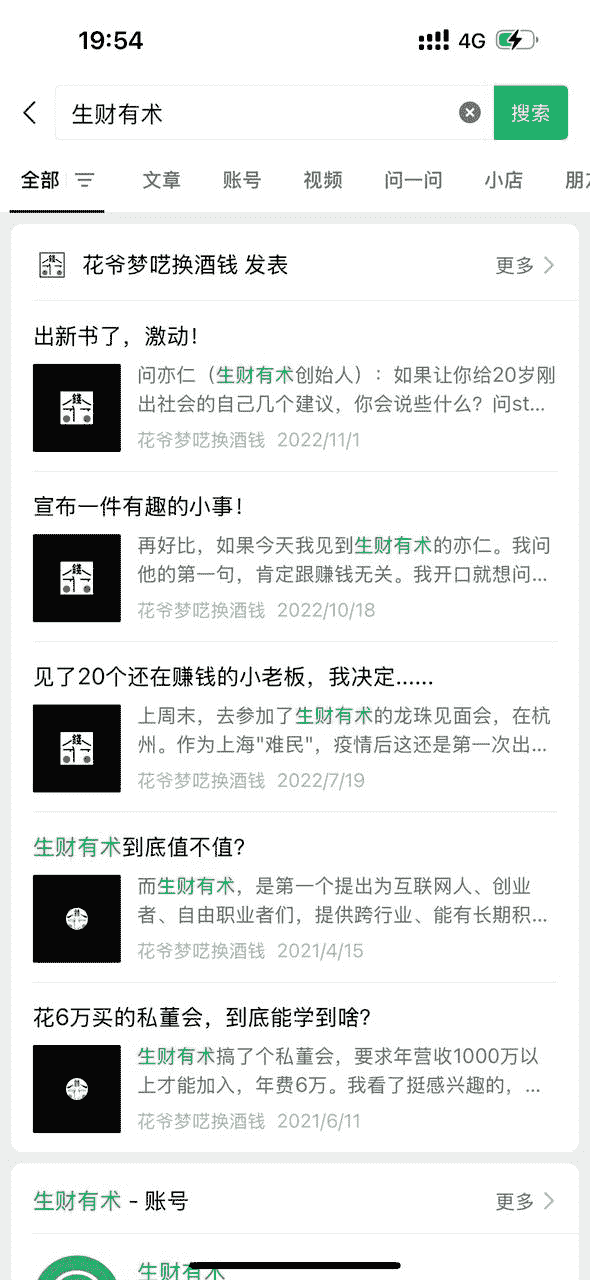 19:54
4G
生财有术
搜索
全部
文章
账号
视频
问一问
小店
花爷梦呓换酒钱 发表
更多
出新书了，激动！
问亦仁（生财有术创始人）：如果让你给20岁刚
出社会的自己几个建议，你会说些什么？问st...
花爷梦呓换酒钱 2022/11/1
宣布一件有趣的小事！
再好比，如果今天我见到生财有术的亦仁。我问
他的第一句，肯定跟赚钱无关。我开口就想问...
花爷梦呓换酒钱 2022/10/18
见了20个还在赚钱的小老板，我决定......
上周末，去参加了生财有术的龙珠见面会，在杭
州。作为上海"难民"，疫情后这还是第一次出...
花爷梦呓换酒钱 2022/7/19
生财有术到底值不值？
而生财有术，是第一个提出为互联网人、创业
者、自由职业者们，提供跨行业、能有长期积...
花爷梦呓换酒钱 2021/4/15
花6万买的私董会，到底能学到啥？
生财有术搞了个私董会，要求年营收1000万以
上才能加入，年费6万。我看了挺感兴趣的，...
花爷梦呓换酒钱 2021/6/11
生财有术 - 账号
更多
生财有术